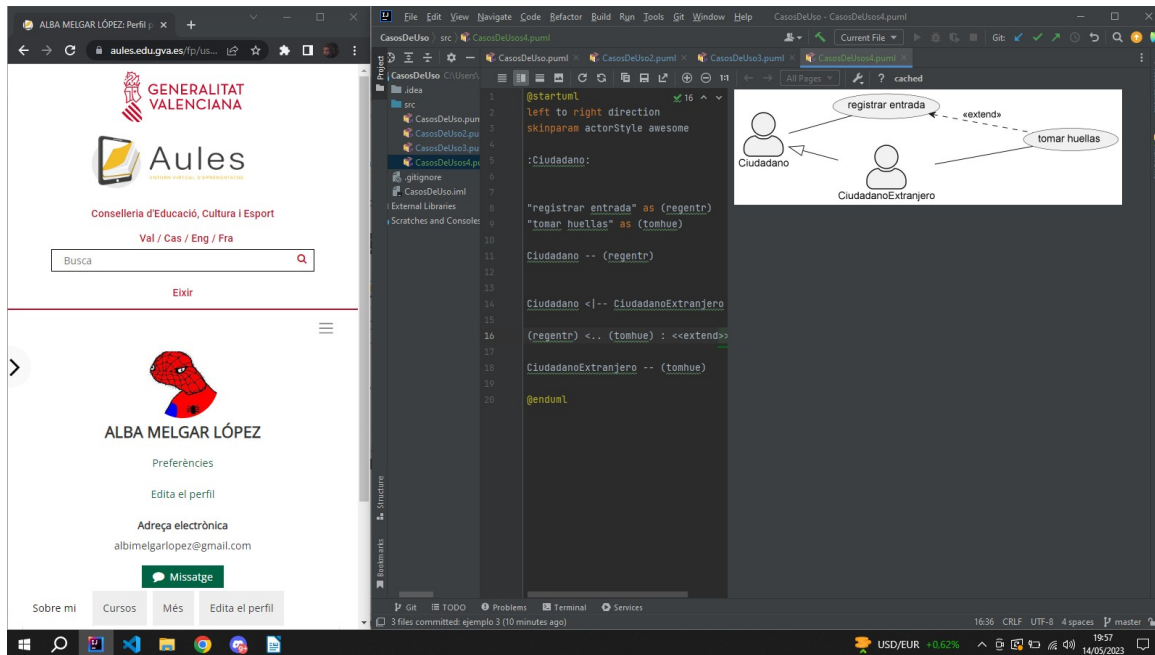 ALBA MELGAR LÓPEZ: Perfil p
aules.edu.gva.es/fp/us...
GENERALITAT
VALENCIANA
Aules
Conselleria d'Educació, Cultura i Esport
Val / Cas / Eng / Fra
Busca
Eixir
ALBA MELGAR LÓPEZ
Preferències
Edita el perfil
Adreça electrònica
albimelgarlopez@gmail.com
Missatge
Sobre mi Cursos Més Edita el perfil
File Edit View Navigate Code Refactor Build Run Tools Git Window Help CasosDeUso - CasosDeUsos4.puml
CasosDeUso src CasosDeUsos4.puml
Current File Git:
CasosDeUso.puml CasosDeUso2.puml CasosDeUso3.puml CasosDeUsos4.puml
Project
CasosDeUso C:\Users\
.idea
src
CasosDeUso.pum
CasosDeUso2.pu
CasosDeUso3.pu
CasosDeUsos4.pu
.gitignore
CasosDeUso.iml
External Libraries
Scratches and Consoles
1:1 All Pages ? cached
16
1 @startuml
2 left to right direction
3 skinparam actorStyle awesome
4
5 :Ciudadano:
6
7
8 "registrar entrada" as (regentr)
9 "tomar huellas" as (tomhue)
10
11 Ciudadano -- (regentr)
12
13
14 Ciudadano <|-- CiudadanoExtranjero
15
16 (regentr) <.. (tomhue) : <<extend>>
17
18 CiudadanoExtranjero -- (tomhue)
19
20 @enduml
registrar entrada
«extend»
tomar huellas
Ciudadano
CiudadanoExtranjero
Structure
Bookmarks
Git TODO Problems Terminal Services
3 files committed: ejemplo 3 (10 minutes ago) 16:36 CRLF UTF-8 4 spaces master
USD/EUR +0,62% 19:57
14/05/2023